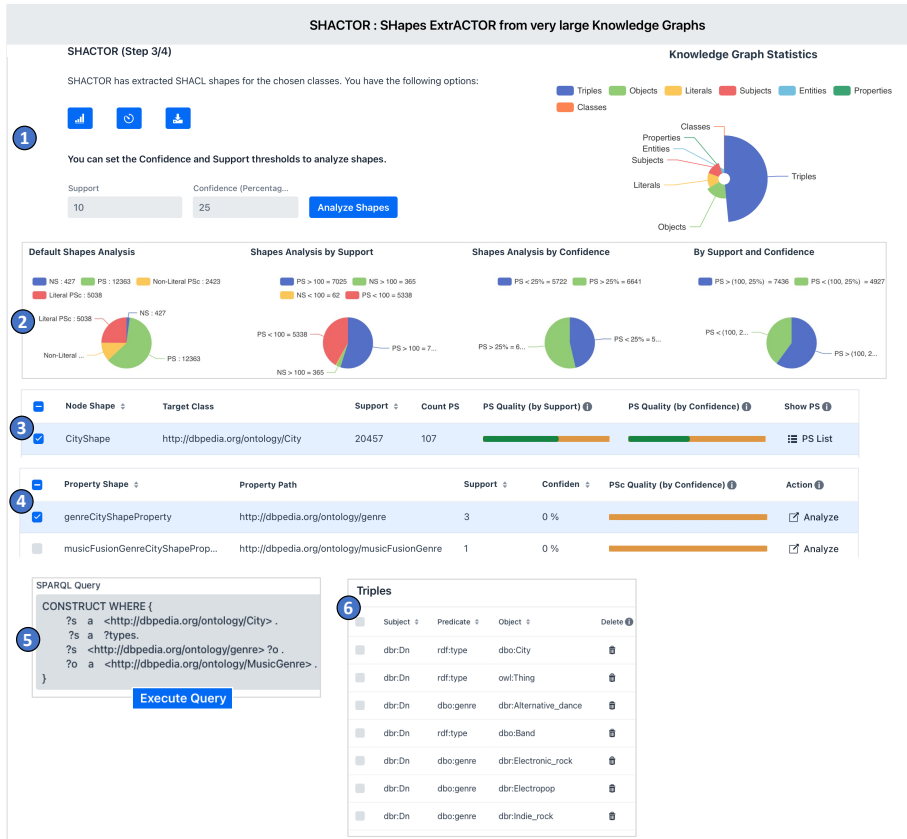 SHACTOR : SHapes ExtrACTOR from very large Knowledge Graphs
SHACTOR (Step 3/4)
SHACTOR has extracted SHACL shapes for the chosen classes. You have the following options:
1
You can set the Confidence and Support thresholds to analyze shapes.
Support
Confidence (Percentag...
10
25
Analyze Shapes
Knowledge Graph Statistics
Triples Objects Literals Subjects Entities Properties
Classes
Classes
Properties
Entities
Subjects
Literals
Triples
Objects
2
Default Shapes Analysis
NS : 427 PS : 12363 Non-Literal PSc : 2423
Literal PSc : 5038
Literal PSc : 5038
NS : 427
Non-Literal ...
PS : 12363
Shapes Analysis by Support
PS > 100 = 7025 NS > 100 = 365
NS < 100 = 62 PS < 100 = 5338
PS < 100 = 5338
PS > 100 = 7...
NS > 100 = 365
Shapes Analysis by Confidence
PS < 25% = 5722 PS > 25% = 6641
PS > 25% = 6...
PS < 25% = 5...
By Support and Confidence
PS > (100, 25%) = 7436 PS < (100, 25%) = 4927
PS < (100, 2...
PS > (100, 2...
3
Node Shape Target Class Support Count PS PS Quality (by Support) PS Quality (by Confidence) Show PS
CityShape http://dbpedia.org/ontology/City 20457 107 PS List
4
Property Shape Property Path Support Confiden PSc Quality (by Confidence) Action
genreCityShapeProperty http://dbpedia.org/ontology/genre 3 0 % Analyze
musicFusionGenreCityShapeProp... http://dbpedia.org/ontology/musicFusionGenre 1 0 % Analyze
5
SPARQL Query
CONSTRUCT WHERE {
?s a <http://dbpedia.org/ontology/City> .
?s a ?types.
?s <http://dbpedia.org/ontology/genre> ?o .
?o a <http://dbpedia.org/ontology/MusicGenre> .
}
Execute Query
6
Triples
Subject Predicate Object Delete
dbr:Dn rdf:type dbo:City
dbr:Dn rdf:type owl:Thing
dbr:Dn dbo:genre dbr:Alternative_dance
dbr:Dn rdf:type dbo:Band
dbr:Dn dbo:genre dbr:Electronic_rock
dbr:Dn dbo:genre dbr:Electropop
dbr:Dn dbo:genre dbr:Indie_rock